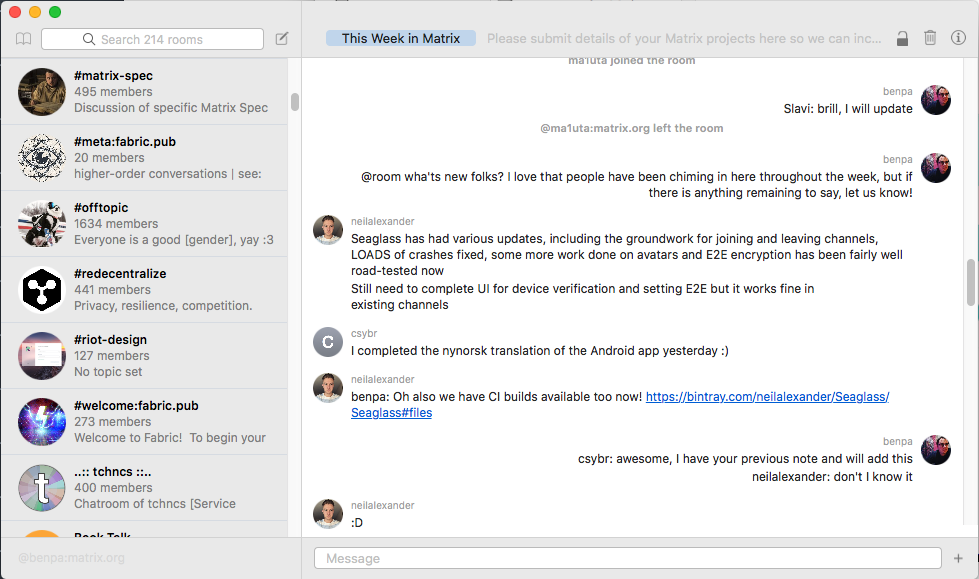 Search 214 rooms
#matrix-spec
495 members
Discussion of specific Matrix Spec
#meta:fabric.pub
20 members
higher-order conversations | see:
#offtopic
1634 members
Everyone is a good [gender], yay :3
#redecentralize
441 members
Privacy, resilience, competition.
#riot-design
127 members
No topic set
#welcome:fabric.pub
273 members
Welcome to Fabric!  To begin your
t
..:: tchncs ::..
400 members
Chatroom of tchncs [Service
Book Talk
@benpa:matrix.org
This Week in Matrix
Please submit details of your Matrix projects here so we can inc...
ma1uta joined the room
benpa
Slavi: brill, I will update
@ma1uta:matrix.org left the room
benpa
@room wha'ts new folks? I love that people have been chiming in here throughout the week, but if
there is anything remaining to say, let us know!
neilalexander
Seaglass has had various updates, including the groundwork for joining and leaving channels,
LOADS of crashes fixed, some more work done on avatars and E2E encryption has been fairly well
road-tested now
Still need to complete UI for device verification and setting E2E but it works fine in
existing channels
C
csybr
I completed the nynorsk translation of the Android app yesterday :)
neilalexander
benpa: Oh also we have CI builds available too now! https://bintray.com/neilalexander/Seaglass/
Seaglass#files
benpa
csybr: awesome, I have your previous note and will add this
neilalexander: don't I know it
neilalexander
:D
Message